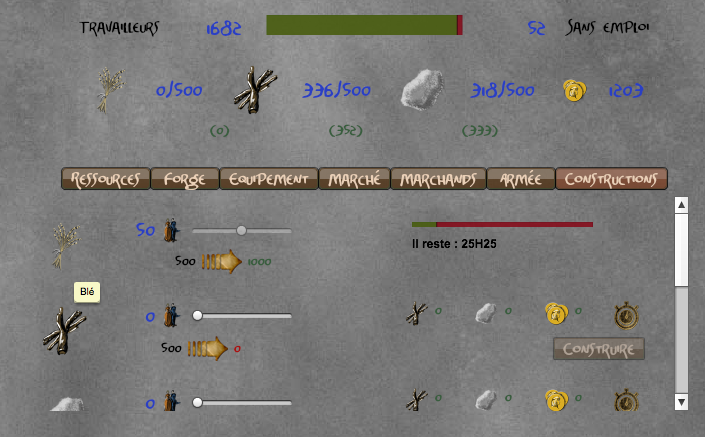 Travailleurs 1682 52 Sans emploi
0/500 336/500 318/500 1203
(0) (352) (333)
Ressources Forge Equipement Marché Marchands Armée Constructions
50
Il reste : 25H25
500 1000
Blé
0 0 0 0
500 0
Construire
0 0 0 0